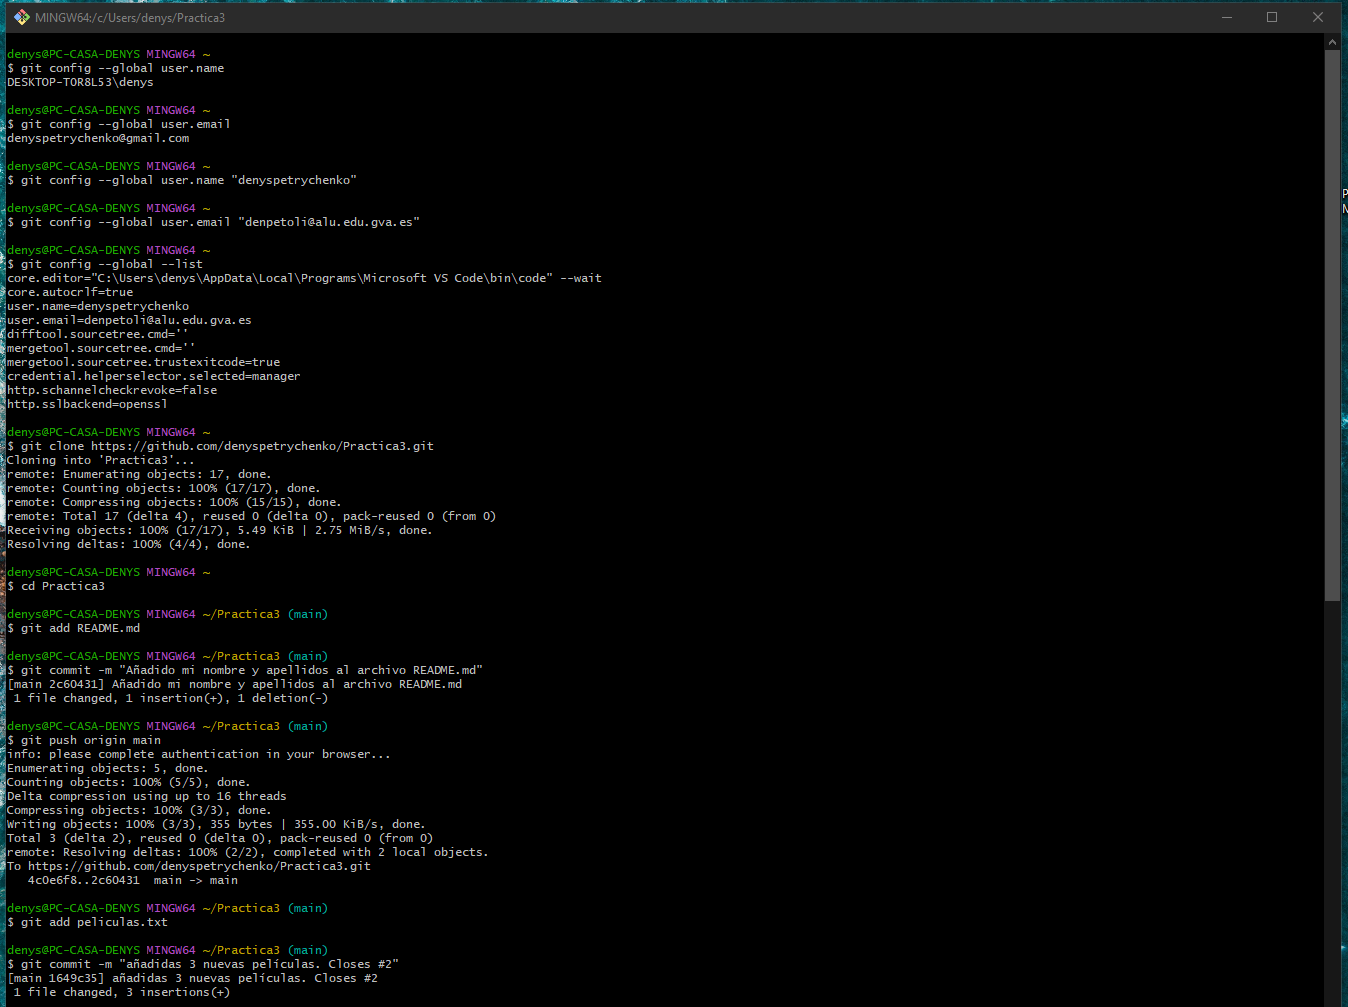 MINGW64:/c/Users/denys/Practica3
denys@PC-CASA-DENYS MINGW64 ~
$ git config --global user.name
DESKTOP-TOR8L53\denys
denys@PC-CASA-DENYS MINGW64 ~
$ git config --global user.email
denyspetrychenko@gmail.com
denys@PC-CASA-DENYS MINGW64 ~
$ git config --global user.name "denyspetrychenko"
denys@PC-CASA-DENYS MINGW64 ~
$ git config --global user.email "denpetoli@alu.edu.gva.es"
denys@PC-CASA-DENYS MINGW64 ~
$ git config --global --list
core.editor="C:\Users\denys\AppData\Local\Programs\Microsoft VS Code\bin\code" --wait
core.autocrlf=true
user.name=denyspetrychenko
user.email=denpetoli@alu.edu.gva.es
difftool.sourcetree.cmd=''
mergetool.sourcetree.cmd=''
mergetool.sourcetree.trustexitcode=true
credential.helperselector.selected=manager
http.schannelcheckrevoke=false
http.sslbackend=openssl
denys@PC-CASA-DENYS MINGW64 ~
$ git clone https://github.com/denyspetrychenko/Practica3.git
Cloning into 'Practica3'...
remote: Enumerating objects: 17, done.
remote: Counting objects: 100% (17/17), done.
remote: Compressing objects: 100% (15/15), done.
remote: Total 17 (delta 4), reused 0 (delta 0), pack-reused 0 (from 0)
Receiving objects: 100% (17/17), 5.49 KiB | 2.75 MiB/s, done.
Resolving deltas: 100% (4/4), done.
denys@PC-CASA-DENYS MINGW64 ~
$ cd Practica3
denys@PC-CASA-DENYS MINGW64 ~/Practica3 (main)
$ git add README.md
denys@PC-CASA-DENYS MINGW64 ~/Practica3 (main)
$ git commit -m "Añadido mi nombre y apellidos al archivo README.md"
[main 2c60431] Añadido mi nombre y apellidos al archivo README.md
1 file changed, 1 insertion(+), 1 deletion(-)
denys@PC-CASA-DENYS MINGW64 ~/Practica3 (main)
$ git push origin main
info: please complete authentication in your browser...
Enumerating objects: 5, done.
Counting objects: 100% (5/5), done.
Delta compression using up to 16 threads
Compressing objects: 100% (3/3), done.
Writing objects: 100% (3/3), 355 bytes | 355.00 KiB/s, done.
Total 3 (delta 2), reused 0 (delta 0), pack-reused 0 (from 0)
remote: Resolving deltas: 100% (2/2), completed with 2 local objects.
To https://github.com/denyspetrychenko/Practica3.git
4c0e6f8..2c60431  main -> main
denys@PC-CASA-DENYS MINGW64 ~/Practica3 (main)
$ git add peliculas.txt
denys@PC-CASA-DENYS MINGW64 ~/Practica3 (main)
$ git commit -m "añadidas 3 nuevas películas. Closes #2"
[main 1649c35] añadidas 3 nuevas películas. Closes #2
1 file changed, 3 insertions(+)